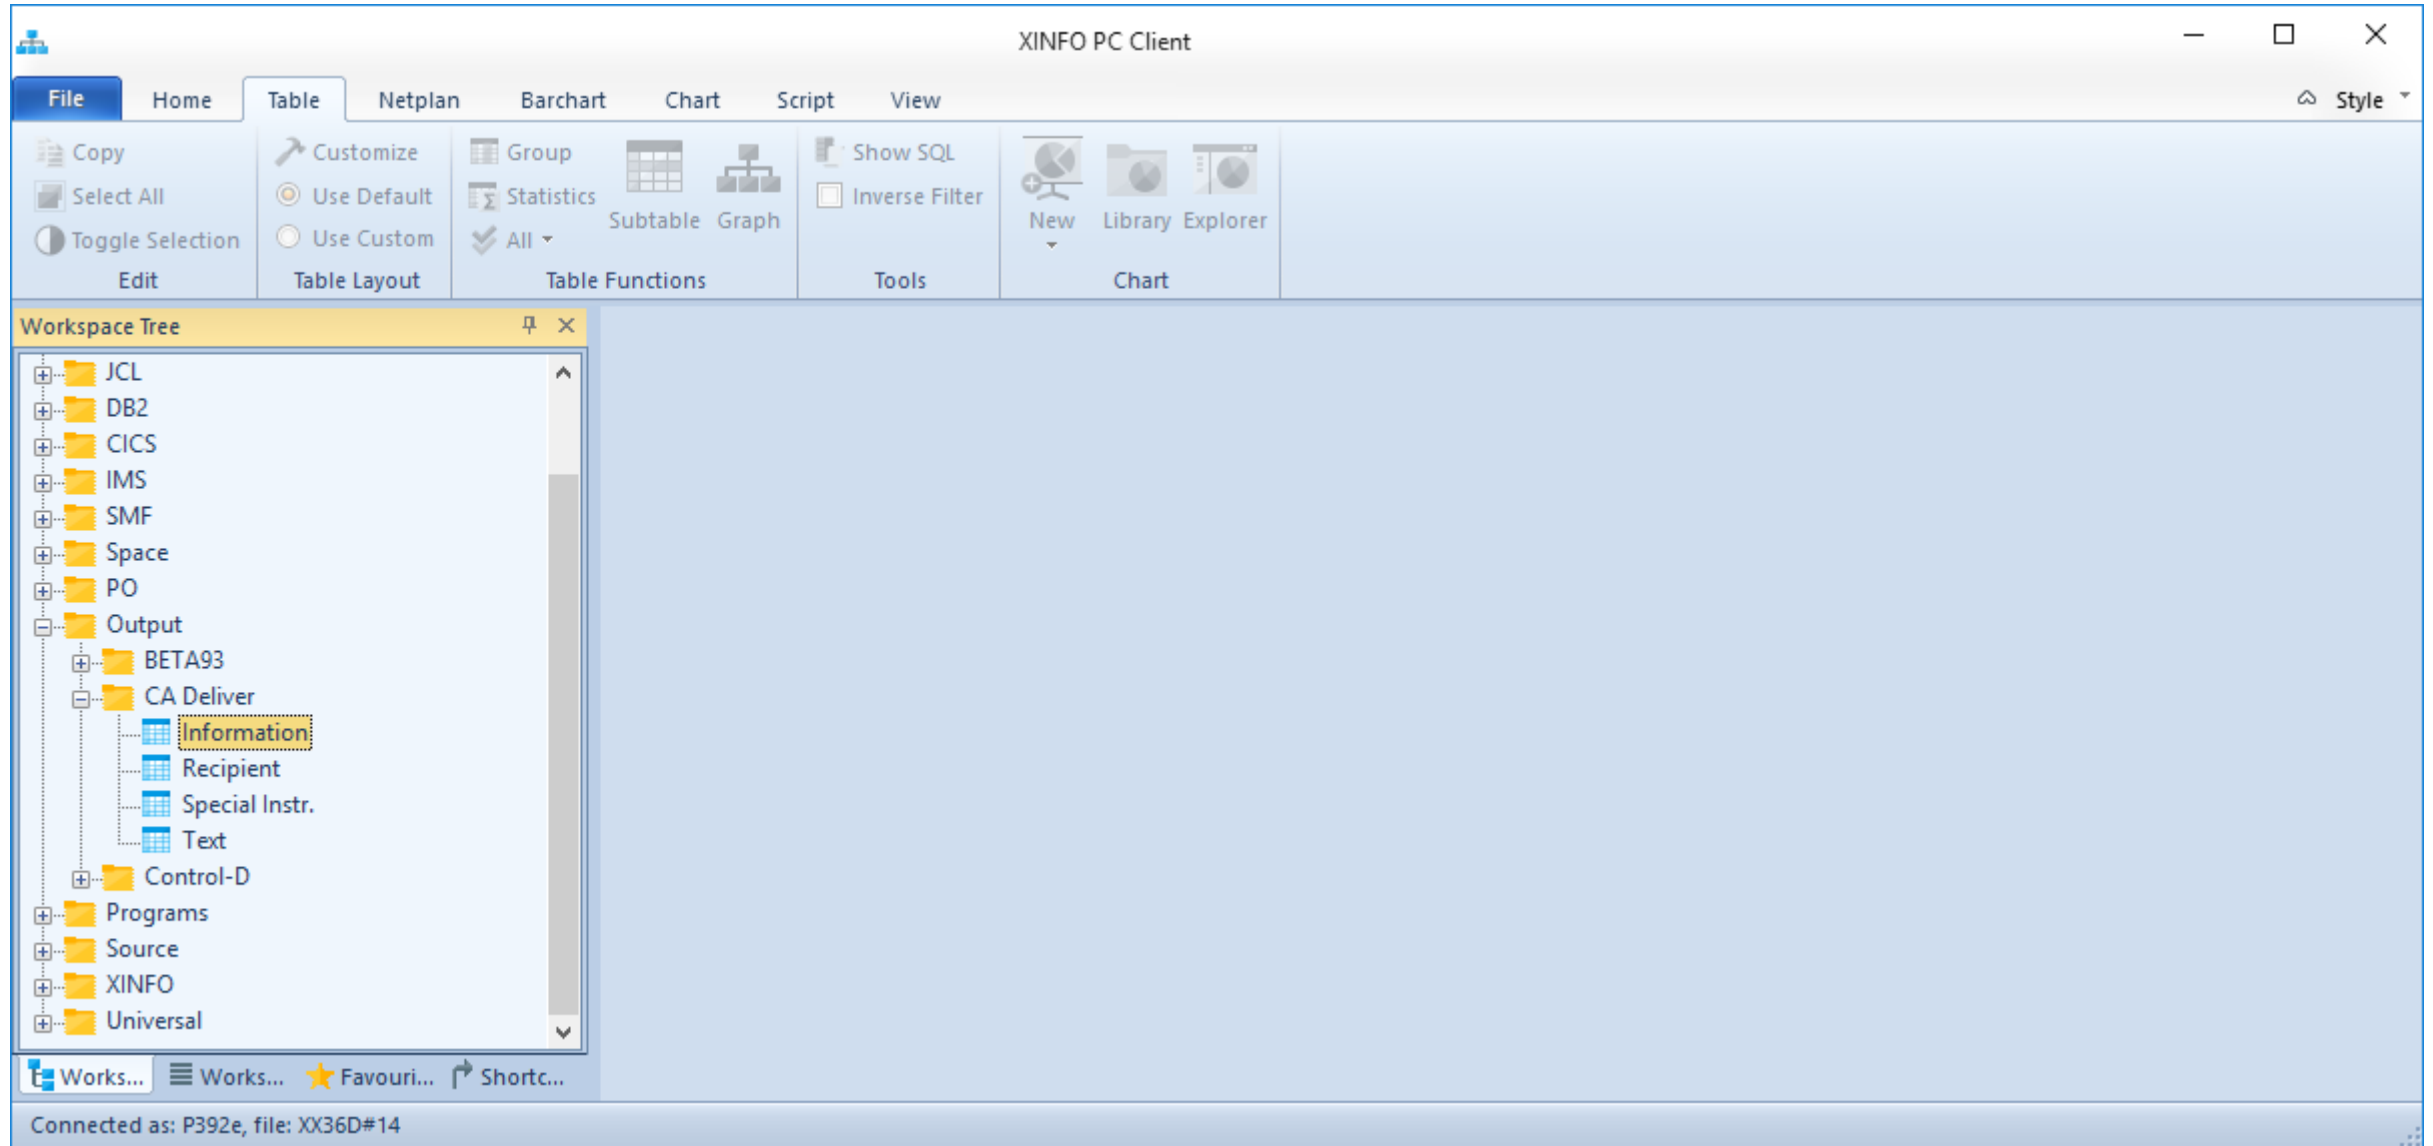 XINFO PC Client
File Home Table Netplan Barchart Chart Script View Style
Copy Customize Group Show SQL
Select All Use Default Statistics Inverse Filter
Subtable Graph New Library Explorer
Toggle Selection Use Custom All
Edit Table Layout Table Functions Tools Chart
Workspace Tree
JCL
DB2
CICS
IMS
SMF
Space
PO
Output
BETA93
CA Deliver
Information
Recipient
Special Instr.
Text
Control-D
Programs
Source
XINFO
Universal
Works... Works... Favouri... Shortc...
Connected as: P392e, file: XX36D#14